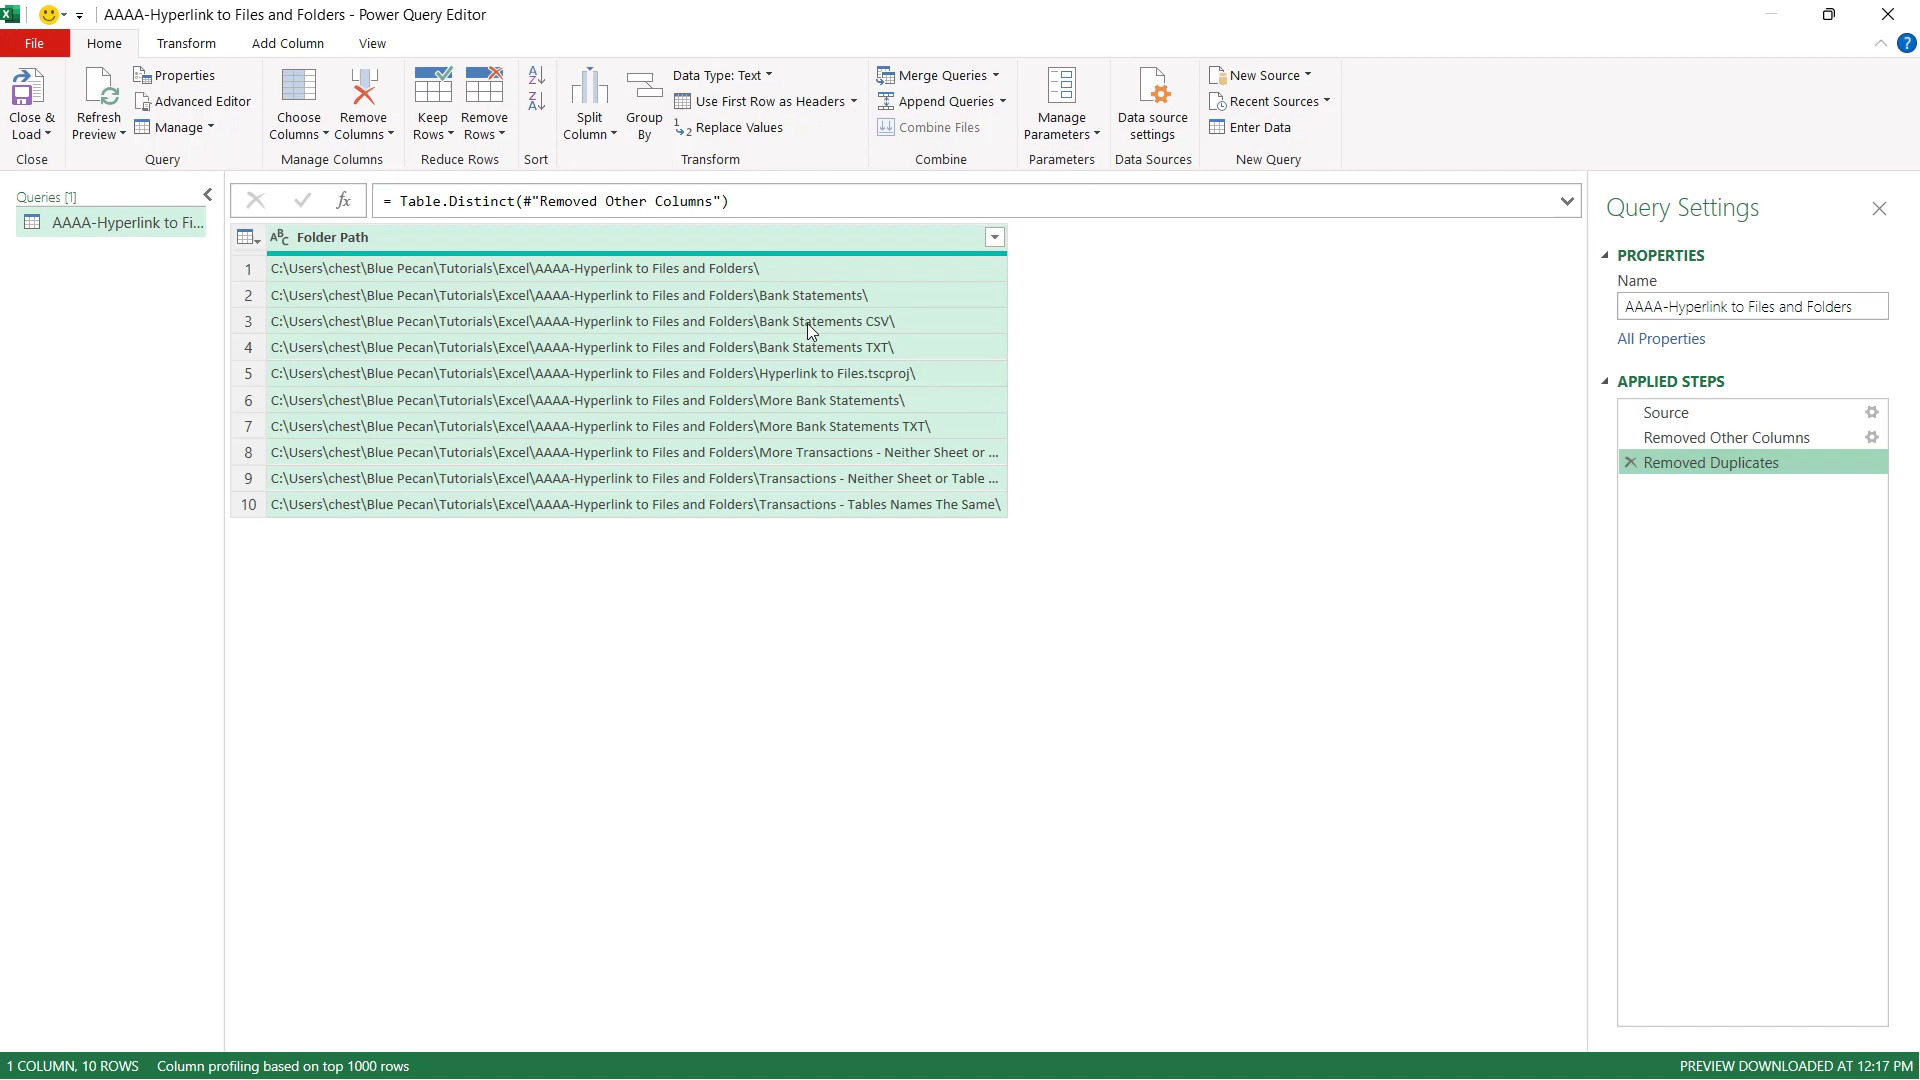 AAAA-Hyperlink to Files and Folders - Power Query Editor
File Home Transform Add Column View ?
Close & Load
Close
Refresh Preview
Properties
Advanced Editor
Manage
Query
Choose Columns
Remove Columns
Manage Columns
Keep Rows
Remove Rows
Reduce Rows
Sort
Split Column
Group By
Data Type: Text
Use First Row as Headers
Replace Values
Transform
Merge Queries
Append Queries
Combine Files
Combine
Manage Parameters
Parameters
Data source settings
Data Sources
New Source
Recent Sources
Enter Data
New Query
Queries [1]
AAAA-Hyperlink to Fi...
fx
= Table.Distinct(#"Removed Other Columns")
ABC Folder Path
1 C:\Users\chest\Blue Pecan\Tutorials\Excel\AAAA-Hyperlink to Files and Folders\
2 C:\Users\chest\Blue Pecan\Tutorials\Excel\AAAA-Hyperlink to Files and Folders\Bank Statements\
3 C:\Users\chest\Blue Pecan\Tutorials\Excel\AAAA-Hyperlink to Files and Folders\Bank Statements CSV\
4 C:\Users\chest\Blue Pecan\Tutorials\Excel\AAAA-Hyperlink to Files and Folders\Bank Statements TXT\
5 C:\Users\chest\Blue Pecan\Tutorials\Excel\AAAA-Hyperlink to Files and Folders\Hyperlink to Files.tscproj\
6 C:\Users\chest\Blue Pecan\Tutorials\Excel\AAAA-Hyperlink to Files and Folders\More Bank Statements\
7 C:\Users\chest\Blue Pecan\Tutorials\Excel\AAAA-Hyperlink to Files and Folders\More Bank Statements TXT\
8 C:\Users\chest\Blue Pecan\Tutorials\Excel\AAAA-Hyperlink to Files and Folders\More Transactions - Neither Sheet or ...
9 C:\Users\chest\Blue Pecan\Tutorials\Excel\AAAA-Hyperlink to Files and Folders\Transactions - Neither Sheet or Table ...
10 C:\Users\chest\Blue Pecan\Tutorials\Excel\AAAA-Hyperlink to Files and Folders\Transactions - Tables Names The Same\
Query Settings
PROPERTIES
Name
AAAA-Hyperlink to Files and Folders
All Properties
APPLIED STEPS
Source
Removed Other Columns
Removed Duplicates
1 COLUMN, 10 ROWS Column profiling based on top 1000 rows
PREVIEW DOWNLOADED AT 12:17 PM